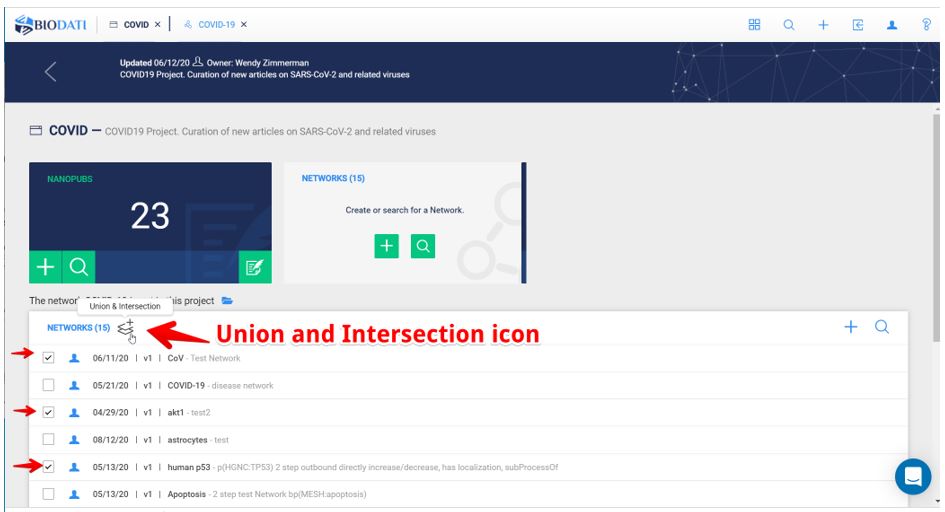 BIODATI COVID × COVID-19 ×
Updated 06/12/20 Owner: Wendy Zimmerman
COVID19 Project. Curation of new articles on SARS-CoV-2 and related viruses
COVID — COVID19 Project. Curation of new articles on SARS-CoV-2 and related viruses
NANOPUBS
23
NETWORKS (15)
Create or search for a Network.
The network this project
Union & Intersection
NETWORKS (15)
Union and Intersection icon
06/11/20 | v1 | CoV - Test Network
05/21/20 | v1 | COVID-19 - disease network
04/29/20 | v1 | akt1 - test2
08/12/20 | v1 | astrocytes - test
05/13/20 | v1 | human p53 - p(HGNC:TP53) 2 step outbound directly increase/decrease, has localization, subProcessOf
05/13/20 | v1 | Apoptosis - 2 step test Network bp(MESH:apoptosis)